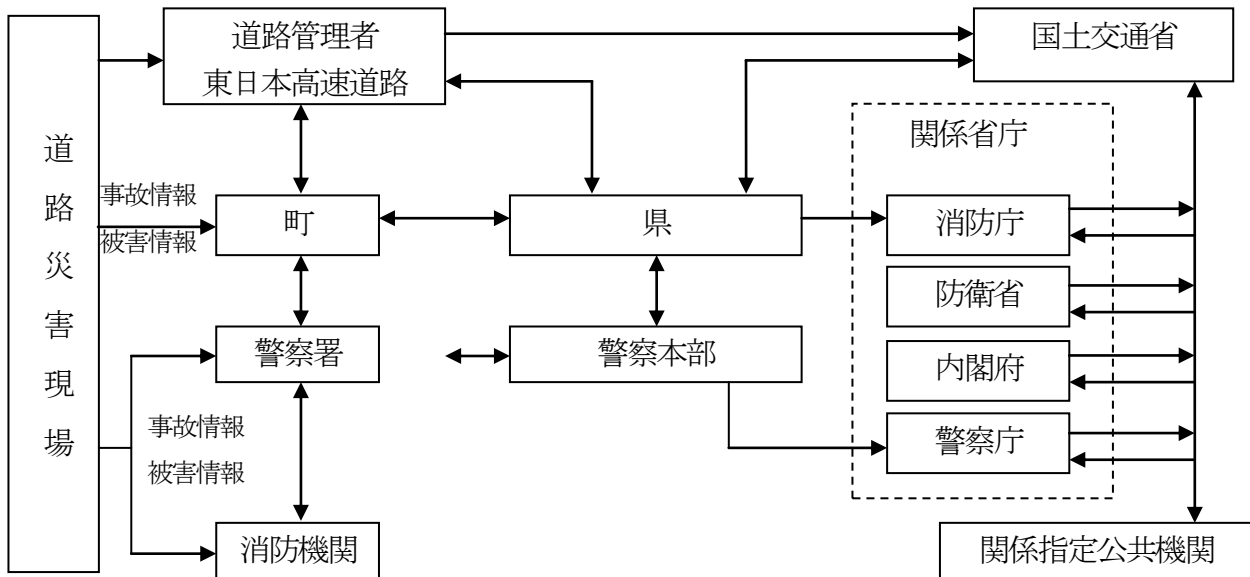 道路災害現場
道路管理者
東日本高速道路
国土交通省
関係省庁
事故情報
被害情報
町
県
消防庁
防衛省
警察署
警察本部
内閣府
事故情報
被害情報
警察庁
消防機関
関係指定公共機関